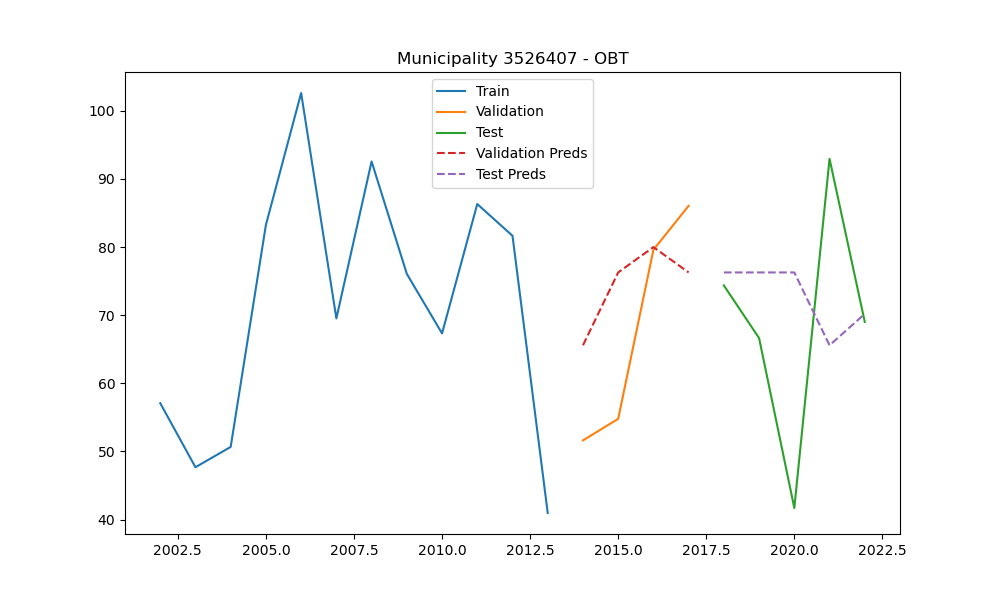 Municipality 3526407 - OBT
Train
Validation
Test
Validation Preds
Test Preds
100
90
80
70
60
50
40
2002.5 2005.0 2007.5 2010.0 2012.5 2015.0 2017.5 2020.0 2022.5